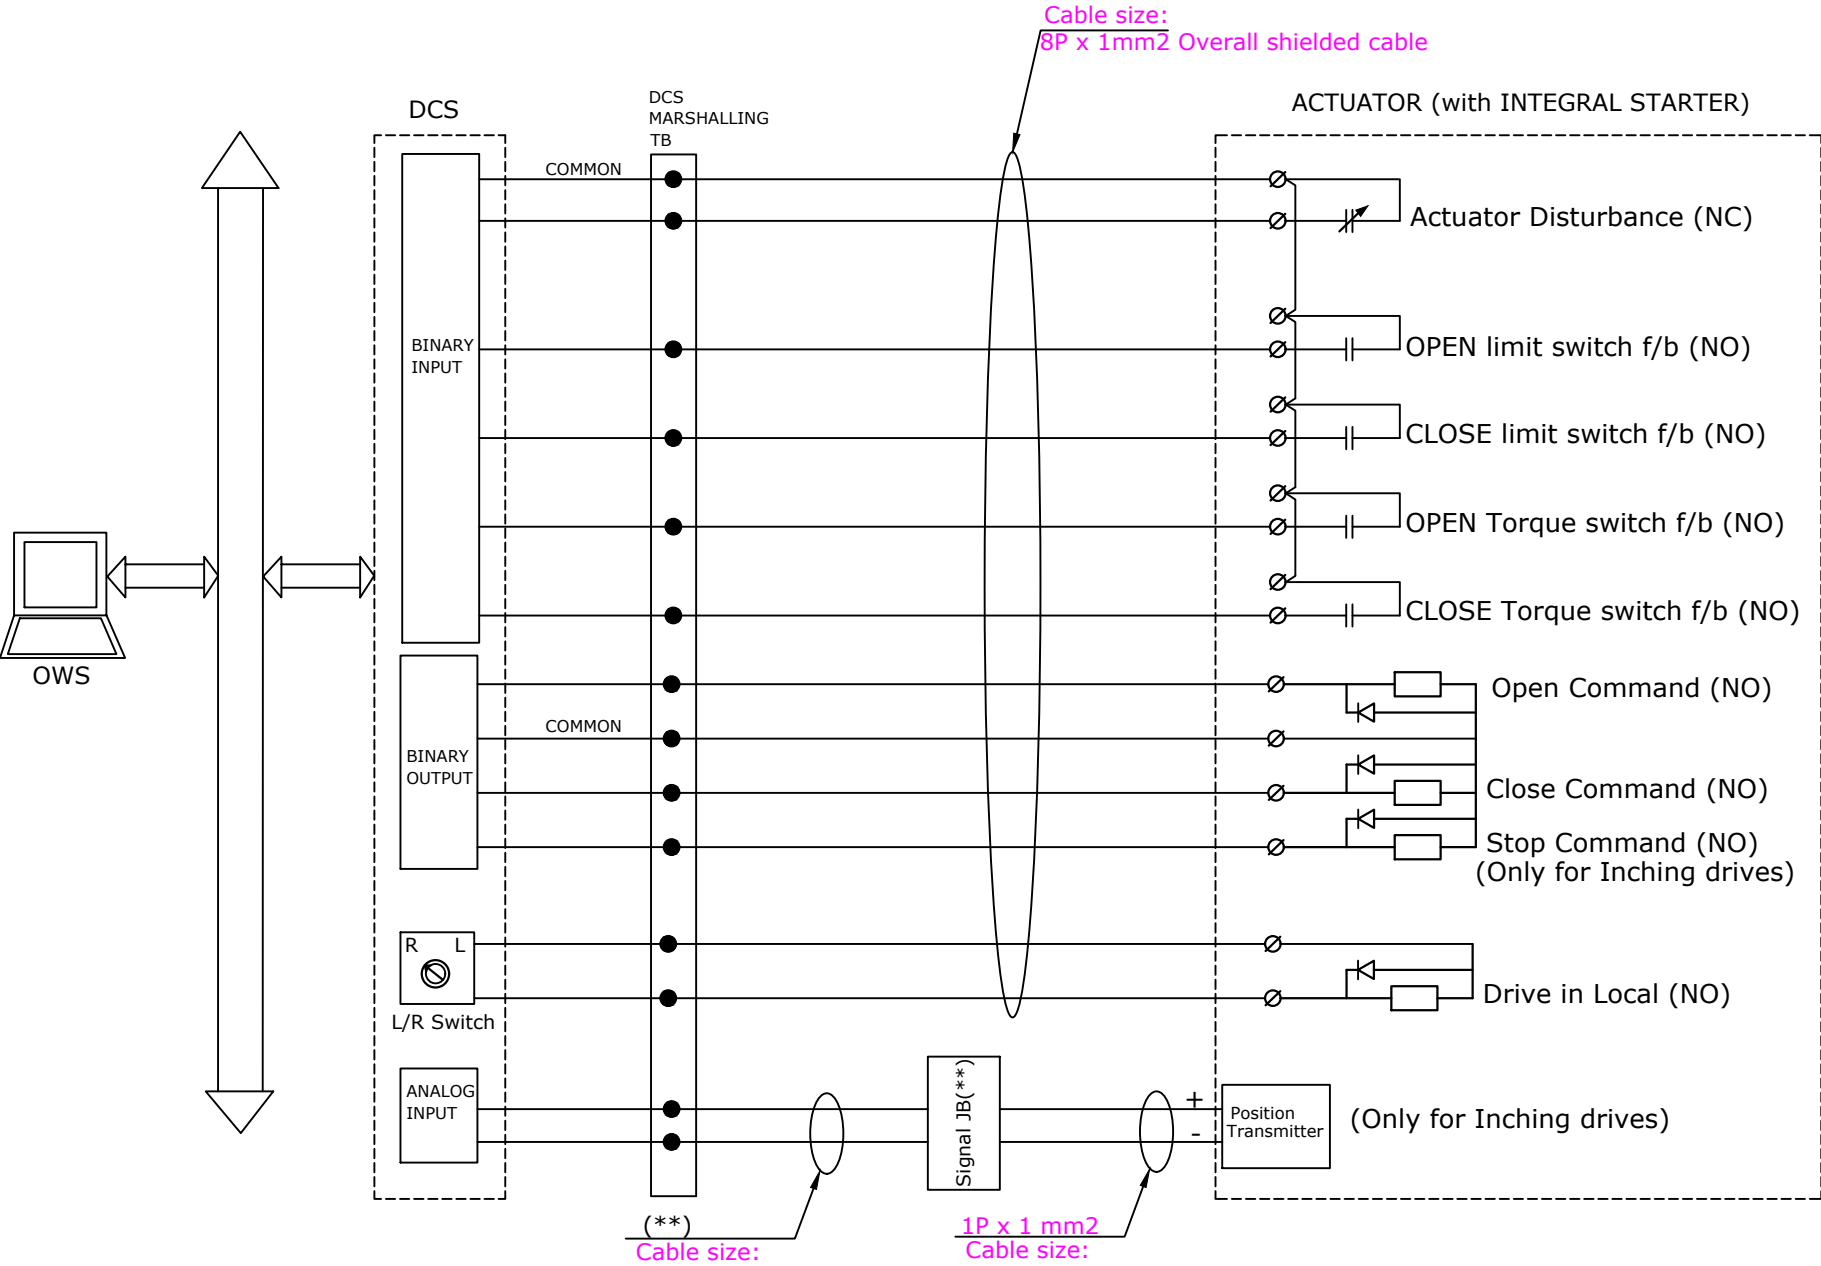 Cable size:
8P x 1mm2 Overall shielded cable
DCS
DCS
MARSHALLING
TB
ACTUATOR (with INTEGRAL STARTER)
COMMON
Actuator Disturbance (NC)
BINARY
INPUT
OPEN limit switch f/b (NO)
CLOSE limit switch f/b (NO)
OPEN Torque switch f/b (NO)
CLOSE Torque switch f/b (NO)
OWS
Open Command (NO)
COMMON
BINARY
OUTPUT
Close Command (NO)
Stop Command (NO)
(Only for Inching drives)
R L
L/R Switch
Drive in Local (NO)
ANALOG
INPUT
Signal JB(**)
+
-
Position
Transmitter
(Only for Inching drives)
(**)
Cable size:
1P x 1 mm2
Cable size: